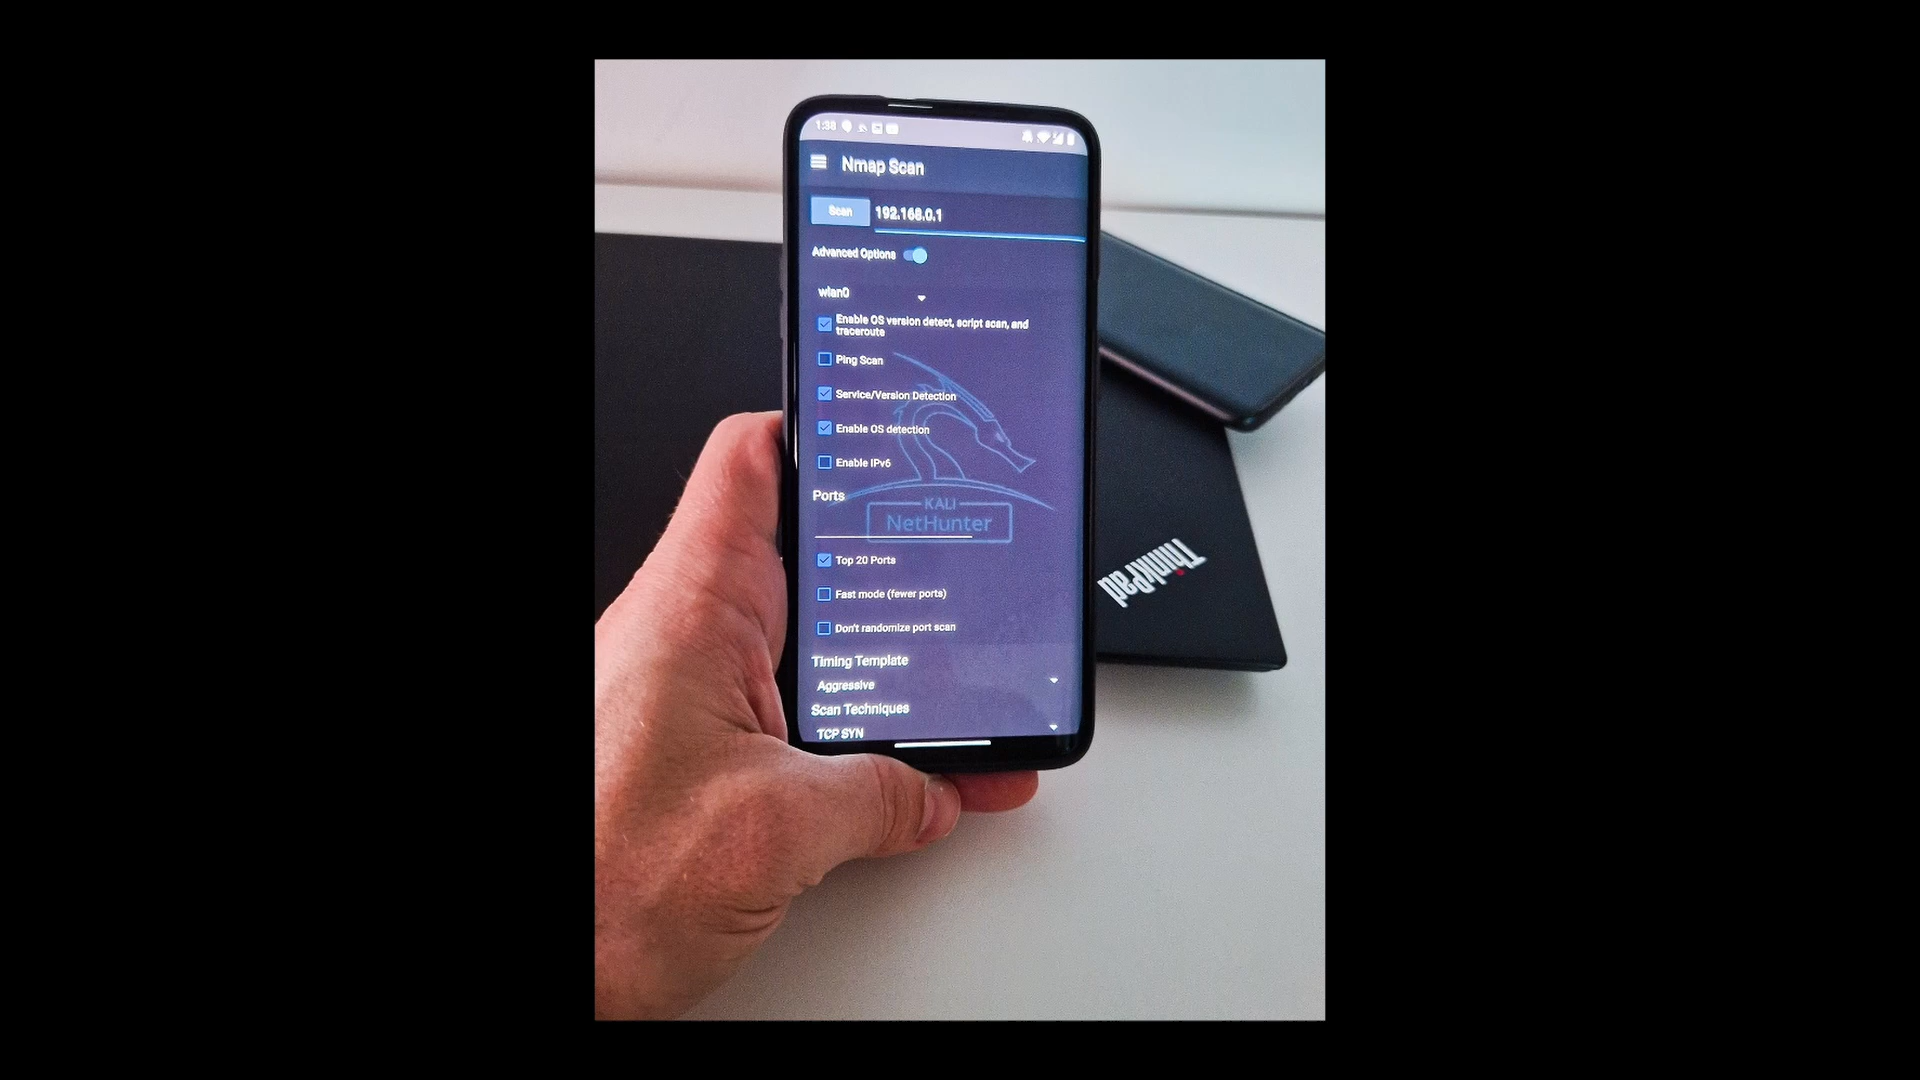 1:38
Nmap Scan
Scan
192.168.0.1
Advanced Options
wlan0
Enable OS version detect, script scan, and
traceroute
Ping Scan
Service/Version Detection
Enable OS detection
Enable IPv6
Ports
KALI
NetHunter
Top 20 Ports
Fast mode (fewer ports)
Don't randomize port scan
Timing Template
Aggressive
Scan Techniques
TCP SYN
ThinkPad